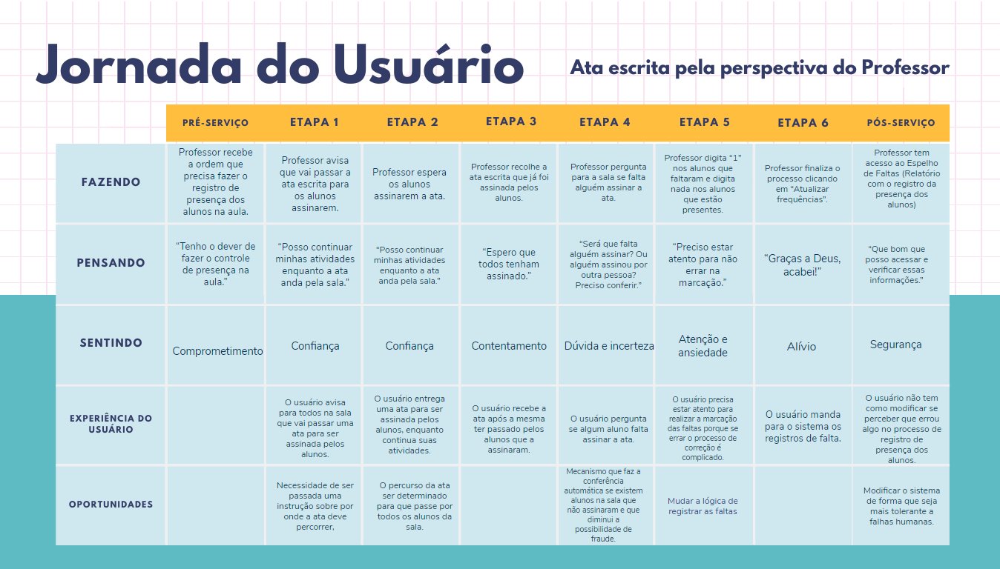 Jornada do Usuário
Ata escrita pela perspectiva do Professor
PRÉ-SERVIÇO
ETAPA 1
ETAPA 2
ETAPA 3
ETAPA 4
ETAPA 5
ETAPA 6
PÓS-SERVIÇO
FAZENDO
Professor recebe
a ordem que
precisa fazer o
registro de
presença dos
alunos na aula.
Professor avisa
que vai passar a
ata escrita para
os alunos
assinarem.
Professor espera
os alunos
assinarem a ata.
Professor recolhe a
ata escrita que já foi
assinada pelos
alunos.
Professor pergunta
para a sala se falta
alguém assinar a
ata.
Professor digita “1”
nos alunos que
faltaram e digita
nada nos alunos
que estão
presentes.
Professor finaliza o
processo clicando
em “Atualizar
frequências”.
Professor tem
acesso ao Espelho
de Faltas (Relatório
com o registro da
presença dos
alunos)
PENSANDO
“Tenho o dever de
fazer o controle
de presença na
aula.”
“Posso continuar
minhas atividades
enquanto a ata
anda pela sala.”
“Posso continuar
minhas atividades
enquanto a ata
anda pela sala.”
“Espero que
todos tenham
assinado.”
“Será que falta
alguém assinar? Ou
alguém assinou por
outra pessoa?
Preciso conferir.”
“Preciso estar
atento para não
errar na
marcação.”
“Graças a Deus,
acabei!”
“Que bom que
posso acessar e
verificar essas
informações.”
SENTINDO
Comprometimento
Confiança
Confiança
Contentamento
Dúvida e incerteza
Atenção e
ansiedade
Alívio
Segurança
EXPERIÊNCIA DO
USUÁRIO
O usuário avisa
para todos na sala
que vai passar uma
ata para ser
assinada pelos
alunos.
O usuário entrega
uma ata para ser
assinada pelos
alunos, enquanto
continua suas
atividades.
O usuário recebe a
ata após a mesma
ter passado pelos
alunos que a
assinaram.
O usuário pergunta
se algum aluno falta
assinar a ata.
O usuário precisa
estar atento para
realizar a marcação
das faltas porque se
errar o processo de
correção é
complicado.
O usuário manda
para o sistema os
registros de falta.
O usuário não tem
como modificar se
perceber que errou
algo no processo de
registro de
presença dos
alunos.
OPORTUNIDADES
Necessidade de ser
passada uma
instrução sobre por
onde a ata deve
percorrer,
O percurso da ata
ser determinado
para que passe por
todos os alunos da
sala.
Mecanismo que faz a
conferência
automática se existem
alunos na sala que
não assinaram e que
diminui a
possibilidade de
fraude.
Mudar a lógica de
registrar as faltas
Modificar o sistema
de forma que seja
mais tolerante a
falhas humanas.